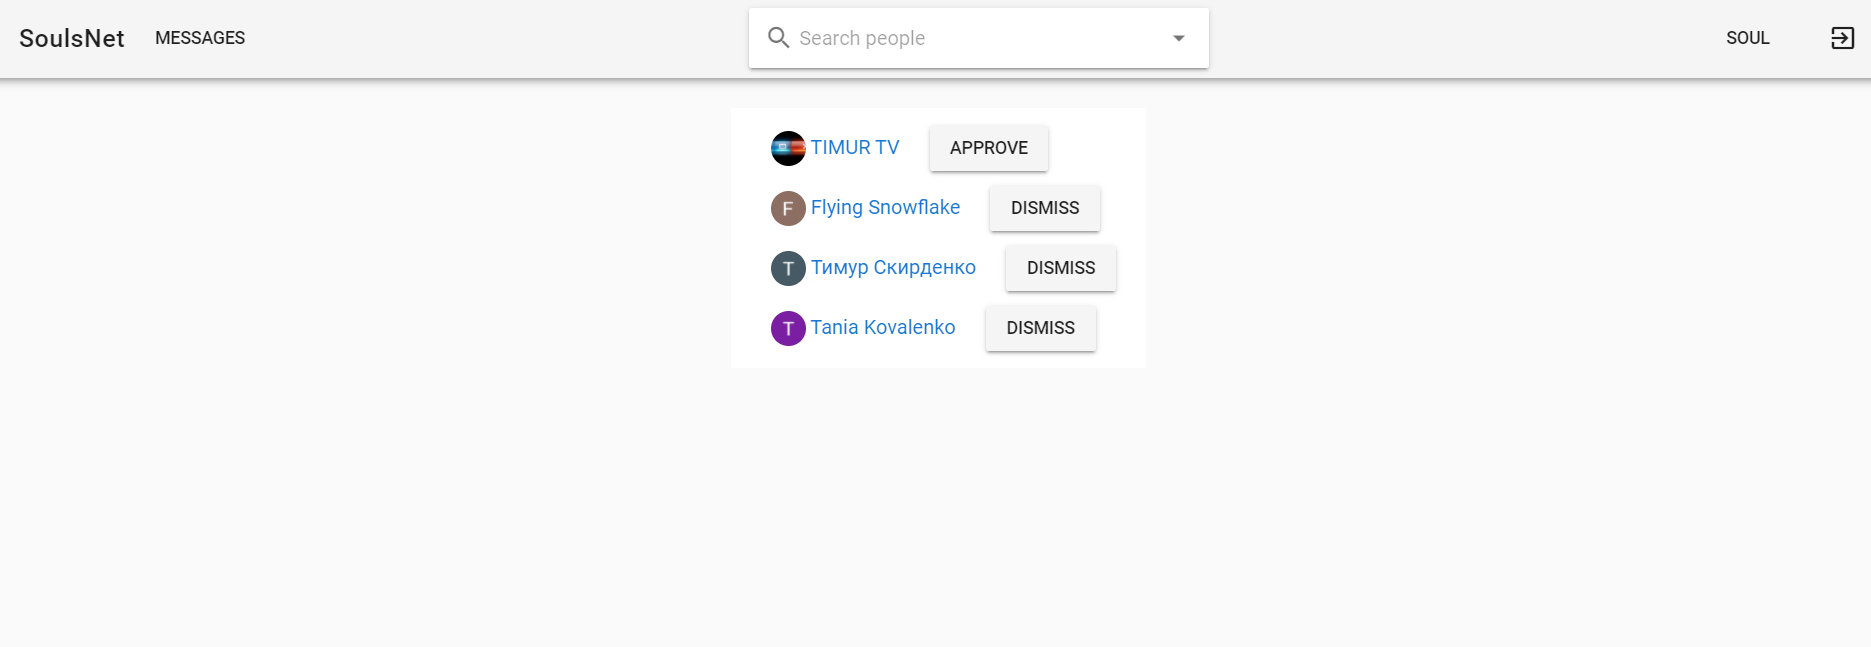 SoulsNet MESSAGES Search people SOUL
TIMUR TV APPROVE
F Flying Snowflake DISMISS
T Тимур Скирденко DISMISS
T Tania Kovalenko DISMISS